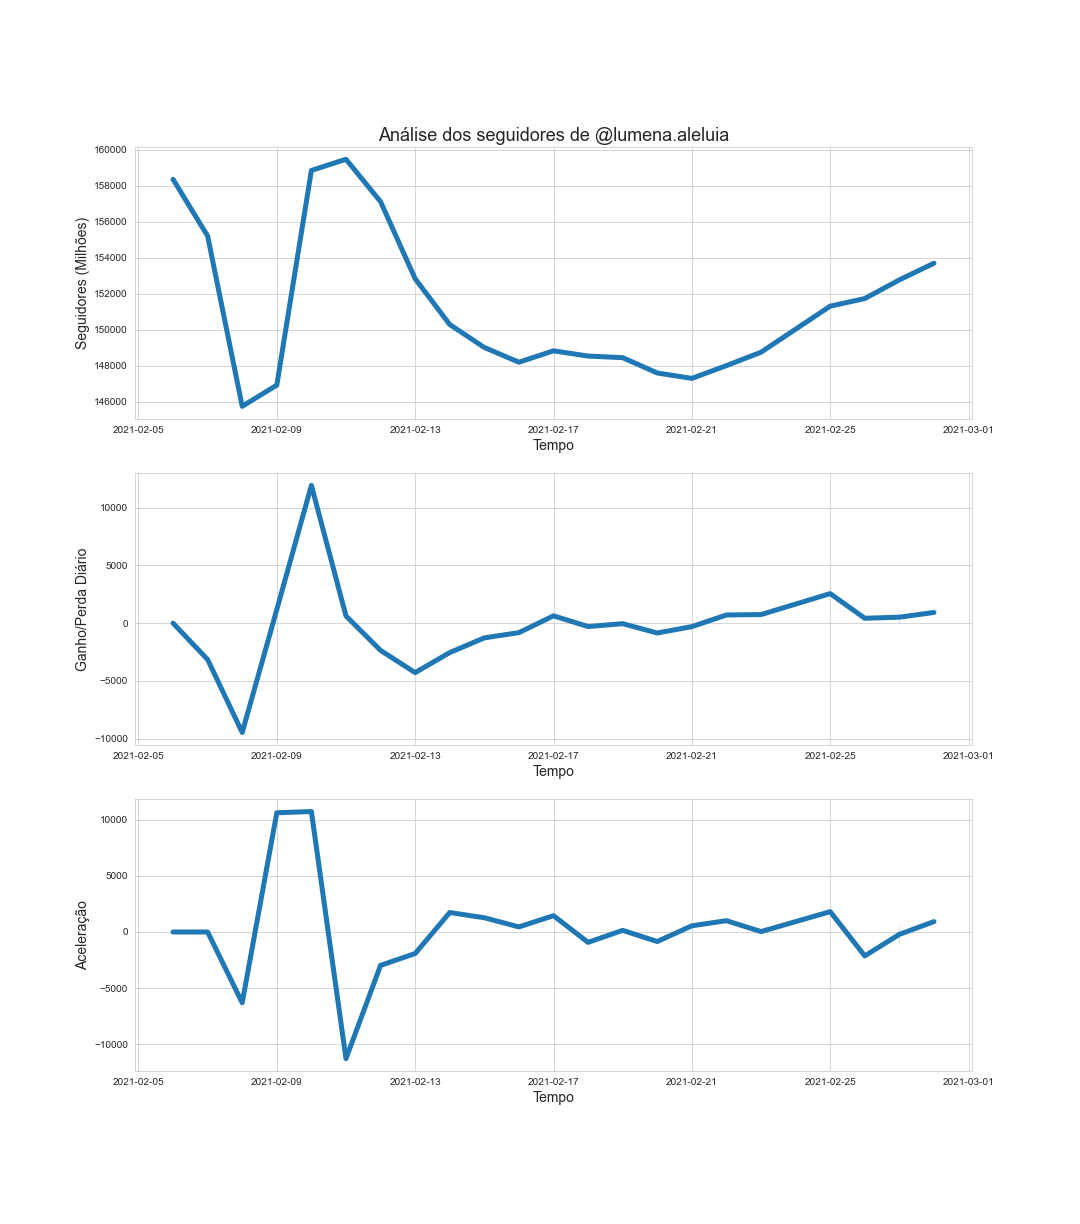 Análise dos seguidores de @lumena.aleluia
160000
158000
156000
154000
152000
150000
148000
146000
Seguidores (Milhões)
2021-02-05 2021-02-09 2021-02-13 2021-02-17 2021-02-21 2021-02-25 2021-03-01
Tempo
10000
5000
0
−5000
−10000
Ganho/Perda Diário
2021-02-05 2021-02-09 2021-02-13 2021-02-17 2021-02-21 2021-02-25 2021-03-01
Tempo
10000
5000
0
−5000
−10000
Aceleração
2021-02-05 2021-02-09 2021-02-13 2021-02-17 2021-02-21 2021-02-25 2021-03-01
Tempo